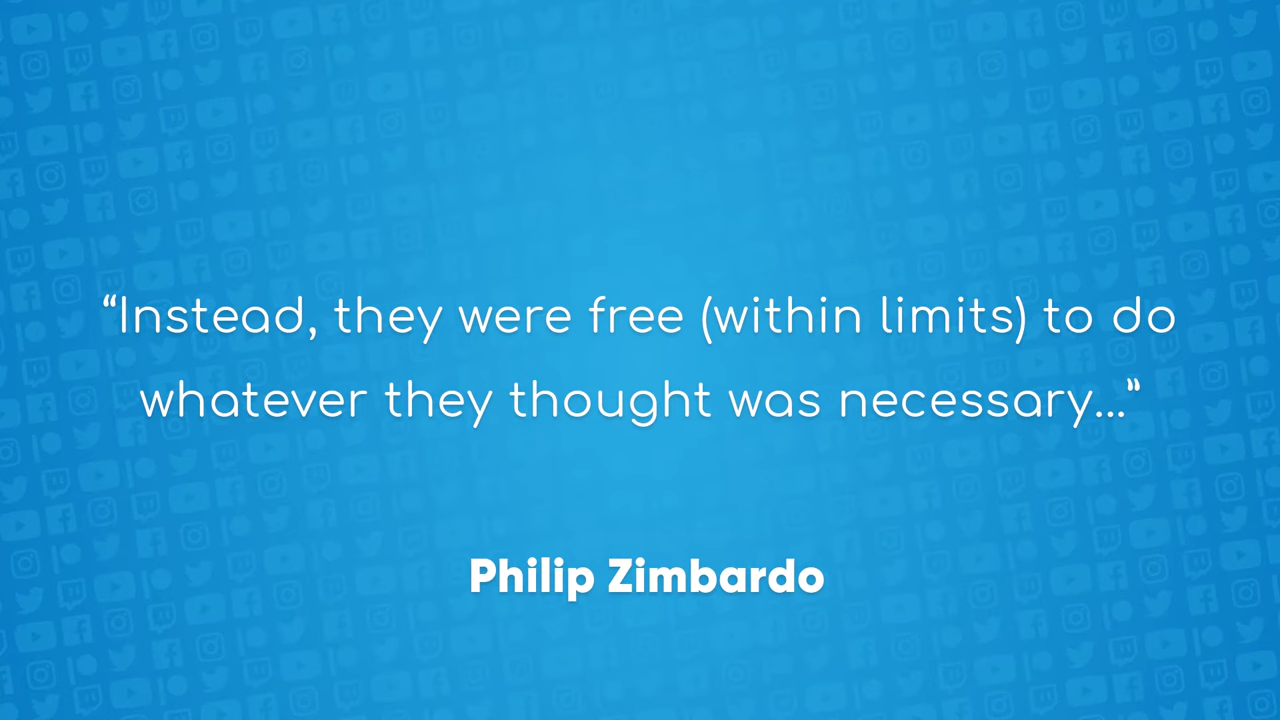 “Instead, they were free (within limits) to do
whatever they thought was necessary...”
Philip Zimbardo